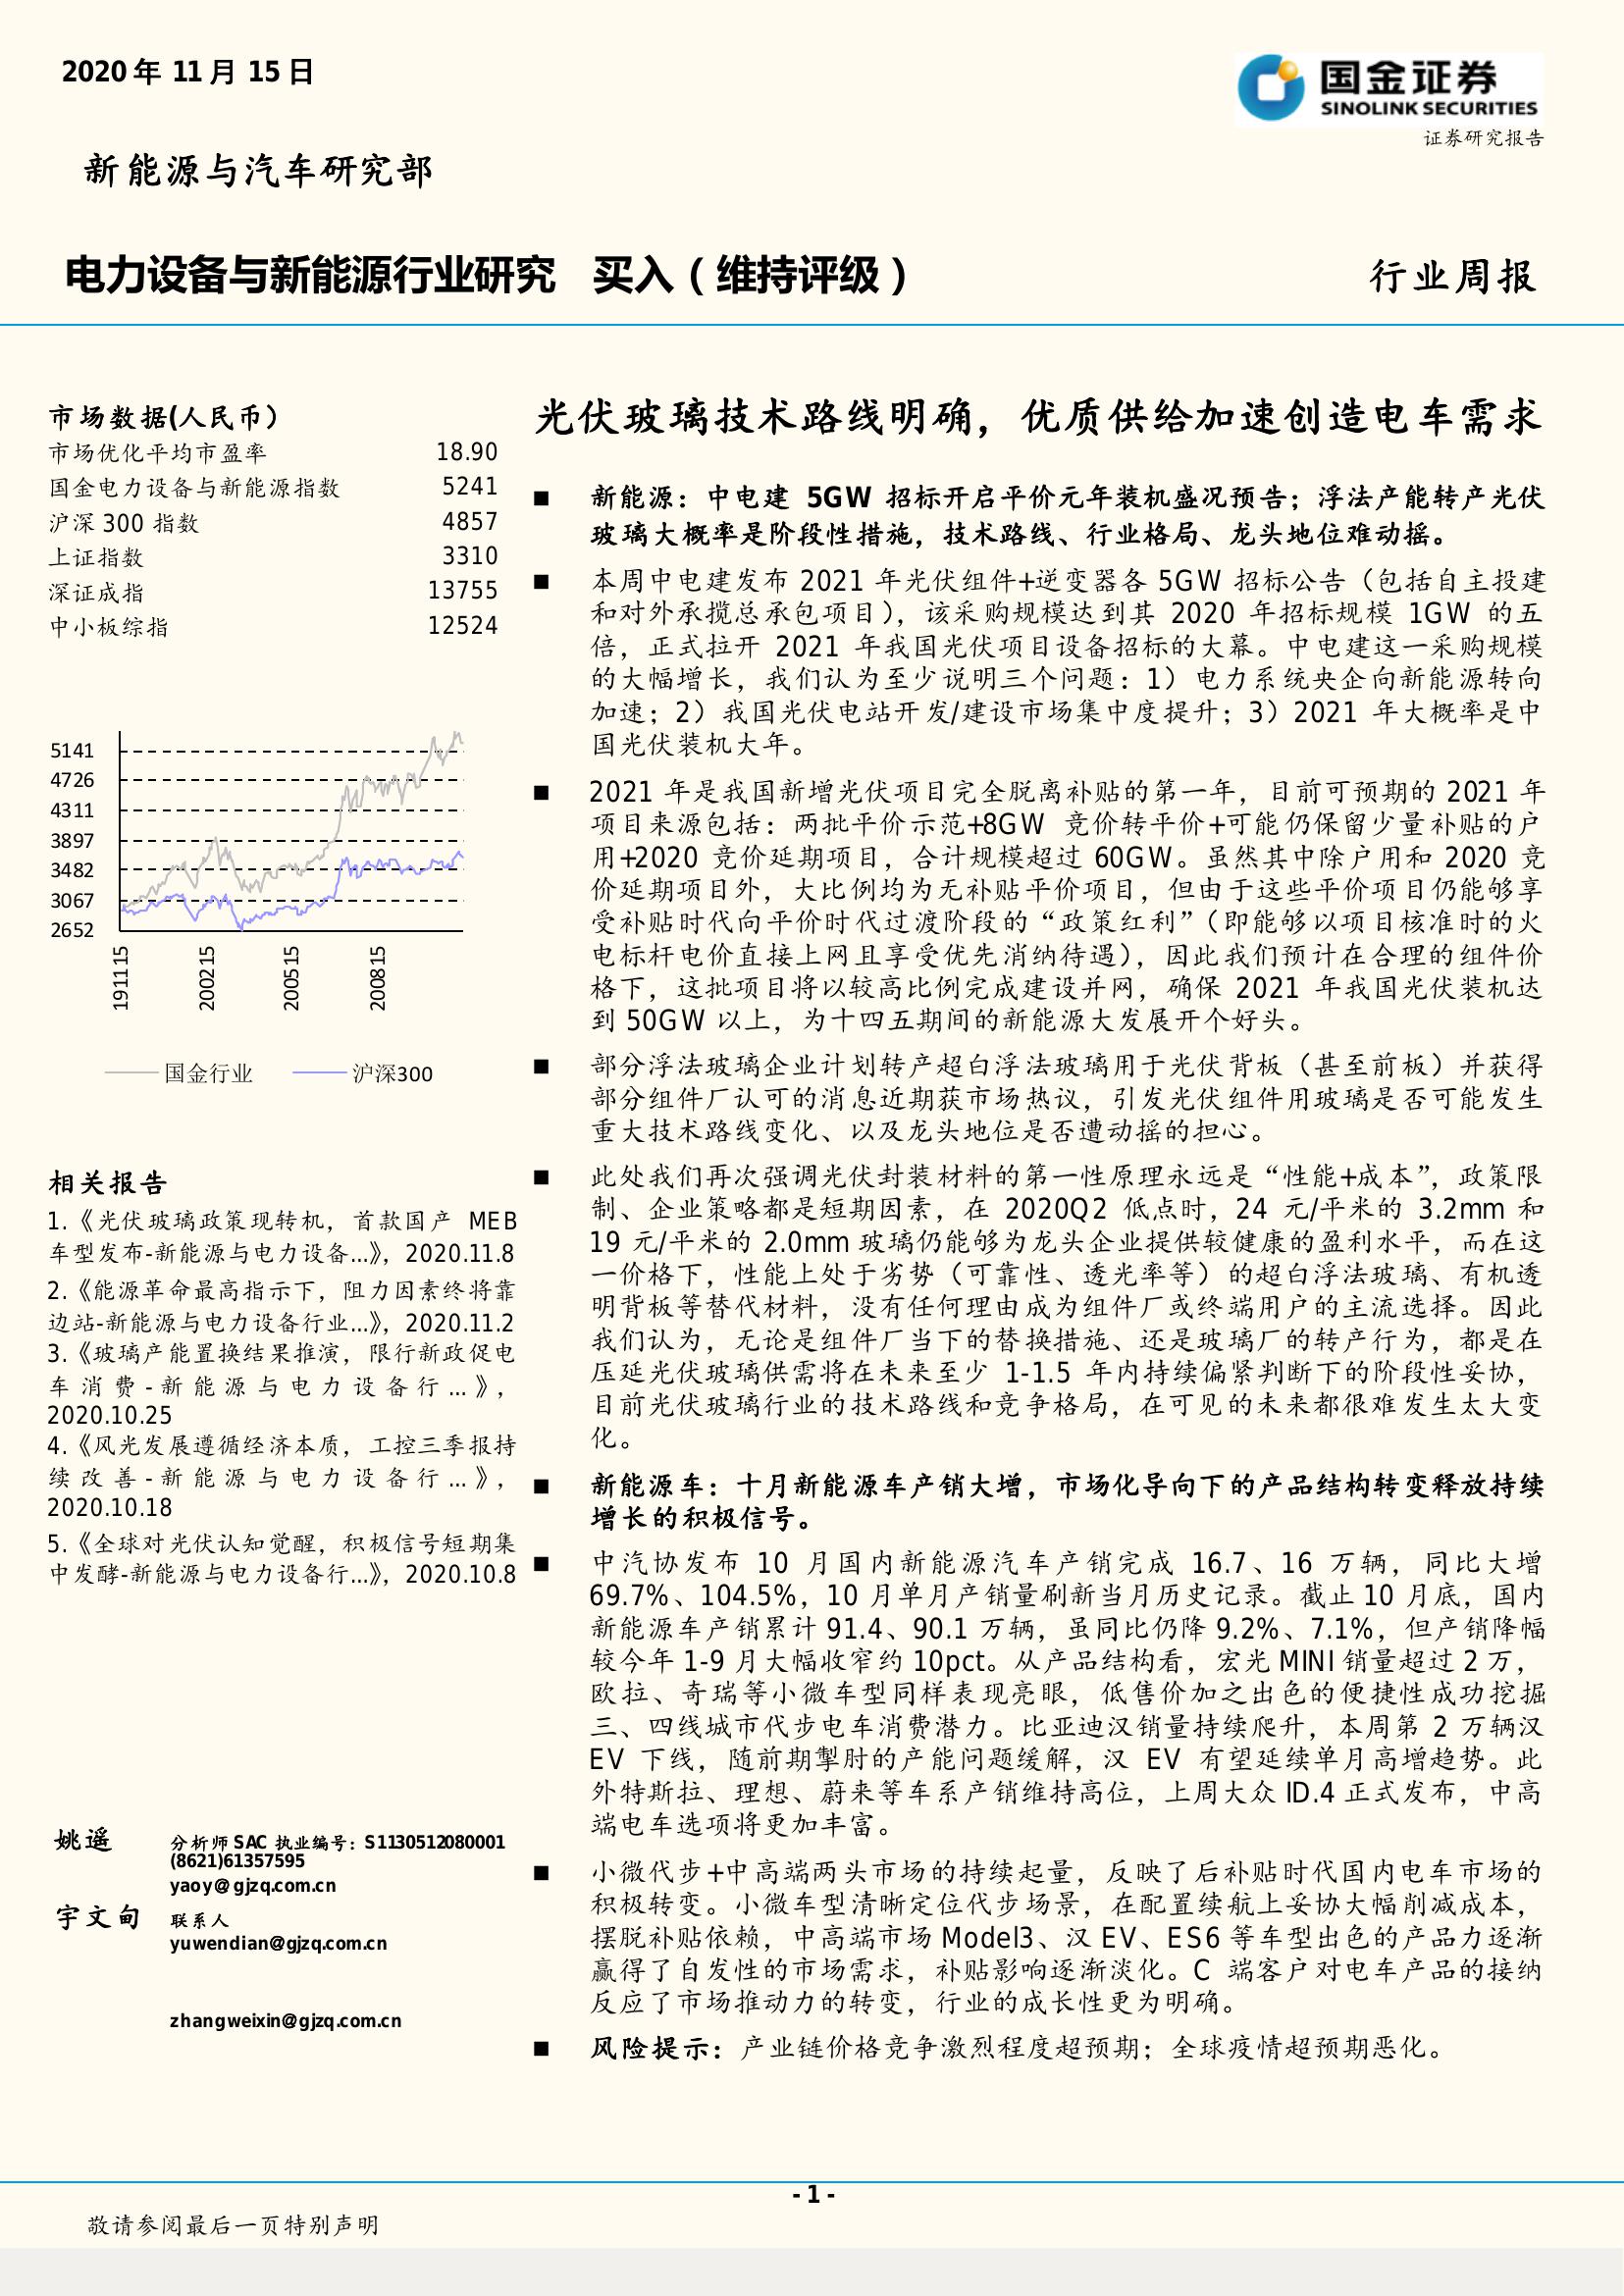 2020 年 11 月 15 日
国金证券
SINOLINK SECURITIES
证券研究报告
新能源与汽车研究部
电力设备与新能源行业研究 买入（维持评级）
行业周报
市场数据(人民币）
市场优化平均市盈率 18.90
国金电力设备与新能源指数 5241
沪深 300 指数 4857
上证指数 3310
深证成指 13755
中小板综指 12524
5141
4726
4311
3897
3482
3067
2652
191115
200215
200515
200815
国金行业 沪深300
相关报告
1.《光伏玻璃政策现转机，首款国产 MEB
车型发布-新能源与电力设备...》，2020.11.8
2.《能源革命最高指示下，阻力因素终将靠
边站-新能源与电力设备行业...》，2020.11.2
3.《玻璃产能置换结果推演，限行新政促电
车消费-新能源与电力设备行...》，
2020.10.25
4.《风光发展遵循经济本质，工控三季报持
续改善-新能源与电力设备行...》，
2020.10.18
5.《全球对光伏认知觉醒，积极信号短期集
中发酵-新能源与电力设备行...》，2020.10.8
姚遥 分析师 SAC 执业编号：S1130512080001
(8621)61357595
yaoy@gjzq.com.cn
宇文甸 联系人
yuwendian@gjzq.com.cn
zhangweixin@gjzq.com.cn
光伏玻璃技术路线明确，优质供给加速创造电车需求
■ 新能源：中电建 5GW 招标开启平价元年装机盛况预告；浮法产能转产光伏
玻璃大概率是阶段性措施，技术路线、行业格局、龙头地位难动摇。
■ 本周中电建发布 2021 年光伏组件+逆变器各 5GW 招标公告（包括自主投建
和对外承揽总承包项目），该采购规模达到其 2020 年招标规模 1GW 的五
倍，正式拉开 2021 年我国光伏项目设备招标的大幕。中电建这一采购规模
的大幅增长，我们认为至少说明三个问题：1）电力系统央企向新能源转向
加速；2）我国光伏电站开发/建设市场集中度提升；3）2021 年大概率是中
国光伏装机大年。
■ 2021 年是我国新增光伏项目完全脱离补贴的第一年，目前可预期的 2021 年
项目来源包括：两批平价示范+8GW 竞价转平价+可能仍保留少量补贴的户
用+2020 竞价延期项目，合计规模超过 60GW。虽然其中除户用和 2020 竞
价延期项目外，大比例均为无补贴平价项目，但由于这些平价项目仍能够享
受补贴时代向平价时代过渡阶段的“政策红利”（即能够以项目核准时的火
电标杆电价直接上网且享受优先消纳待遇），因此我们预计在合理的组件价
格下，这批项目将以较高比例完成建设并网，确保 2021 年我国光伏装机达
到 50GW 以上，为十四五期间的新能源大发展开个好头。
■ 部分浮法玻璃企业计划转产超白浮法玻璃用于光伏背板（甚至前板）并获得
部分组件厂认可的消息近期获市场热议，引发光伏组件用玻璃是否可能发生
重大技术路线变化、以及龙头地位是否遭动摇的担心。
■ 此处我们再次强调光伏封装材料的第一性原理永远是“性能+成本”，政策限
制、企业策略都是短期因素，在 2020Q2 低点时，24 元/平米的 3.2mm 和
19 元/平米的 2.0mm 玻璃仍能够为龙头企业提供较健康的盈利水平，而在这
一价格下，性能上处于劣势（可靠性、透光率等）的超白浮法玻璃、有机透
明背板等替代材料，没有任何理由成为组件厂或终端用户的主流选择。因此
我们认为，无论是组件厂当下的替换措施、还是玻璃厂的转产行为，都是在
压延光伏玻璃供需将在未来至少 1-1.5 年内持续偏紧判断下的阶段性妥协，
目前光伏玻璃行业的技术路线和竞争格局，在可见的未来都很难发生太大变
化。
■ 新能源车：十月新能源车产销大增，市场化导向下的产品结构转变释放持续
增长的积极信号。
■ 中汽协发布 10 月国内新能源汽车产销完成 16.7、16 万辆，同比大增
69.7%、104.5%，10 月单月产销量刷新当月历史记录。截止 10 月底，国内
新能源车产销累计 91.4、90.1 万辆，虽同比仍降 9.2%、7.1%，但产销降幅
较今年 1-9 月大幅收窄约 10pct。从产品结构看，宏光 MINI 销量超过 2 万，
欧拉、奇瑞等小微车型同样表现亮眼，低售价加之出色的便捷性成功挖掘
三、四线城市代步电车消费潜力。比亚迪汉销量持续爬升，本周第 2 万辆汉
EV 下线，随前期掣肘的产能问题缓解，汉 EV 有望延续单月高增趋势。此
外特斯拉、理想、蔚来等车系产销维持高位，上周大众 ID.4 正式发布，中高
端电车选项将更加丰富。
■ 小微代步+中高端两头市场的持续起量，反映了后补贴时代国内电车市场的
积极转变。小微车型清晰定位代步场景，在配置续航上妥协大幅削减成本，
摆脱补贴依赖，中高端市场 Model3、汉 EV、ES6 等车型出色的产品力逐渐
赢得了自发性的市场需求，补贴影响逐渐淡化。C 端客户对电车产品的接纳
反应了市场推动力的转变，行业的成长性更为明确。
■ 风险提示：产业链价格竞争激烈程度超预期；全球疫情超预期恶化。
- 1 -
敬请参阅最后一页特别声明